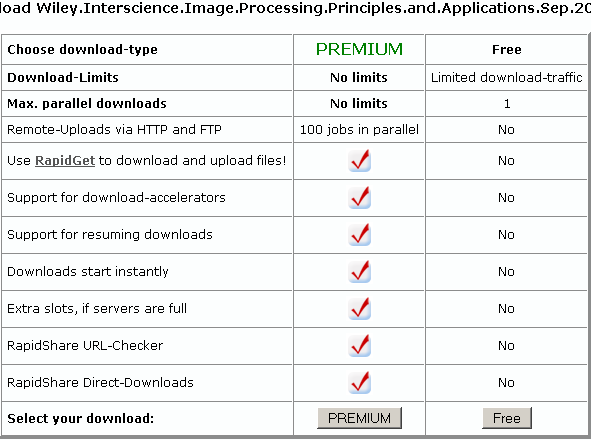 load Wiley.Interscience.Image.Processing.Principles.and.Applications.Sep.20
Choose download-type PREMIUM Free
Download-Limits No limits Limited download-traffic
Max. parallel downloads No limits 1
Remote-Uploads via HTTP and FTP 100 jobs in parallel No
Use RapidGet to download and upload files! No
Support for download-accelerators No
Support for resuming downloads No
Downloads start instantly No
Extra slots, if servers are full No
RapidShare URL-Checker No
RapidShare Direct-Downloads No
Select your download: PREMIUM Free